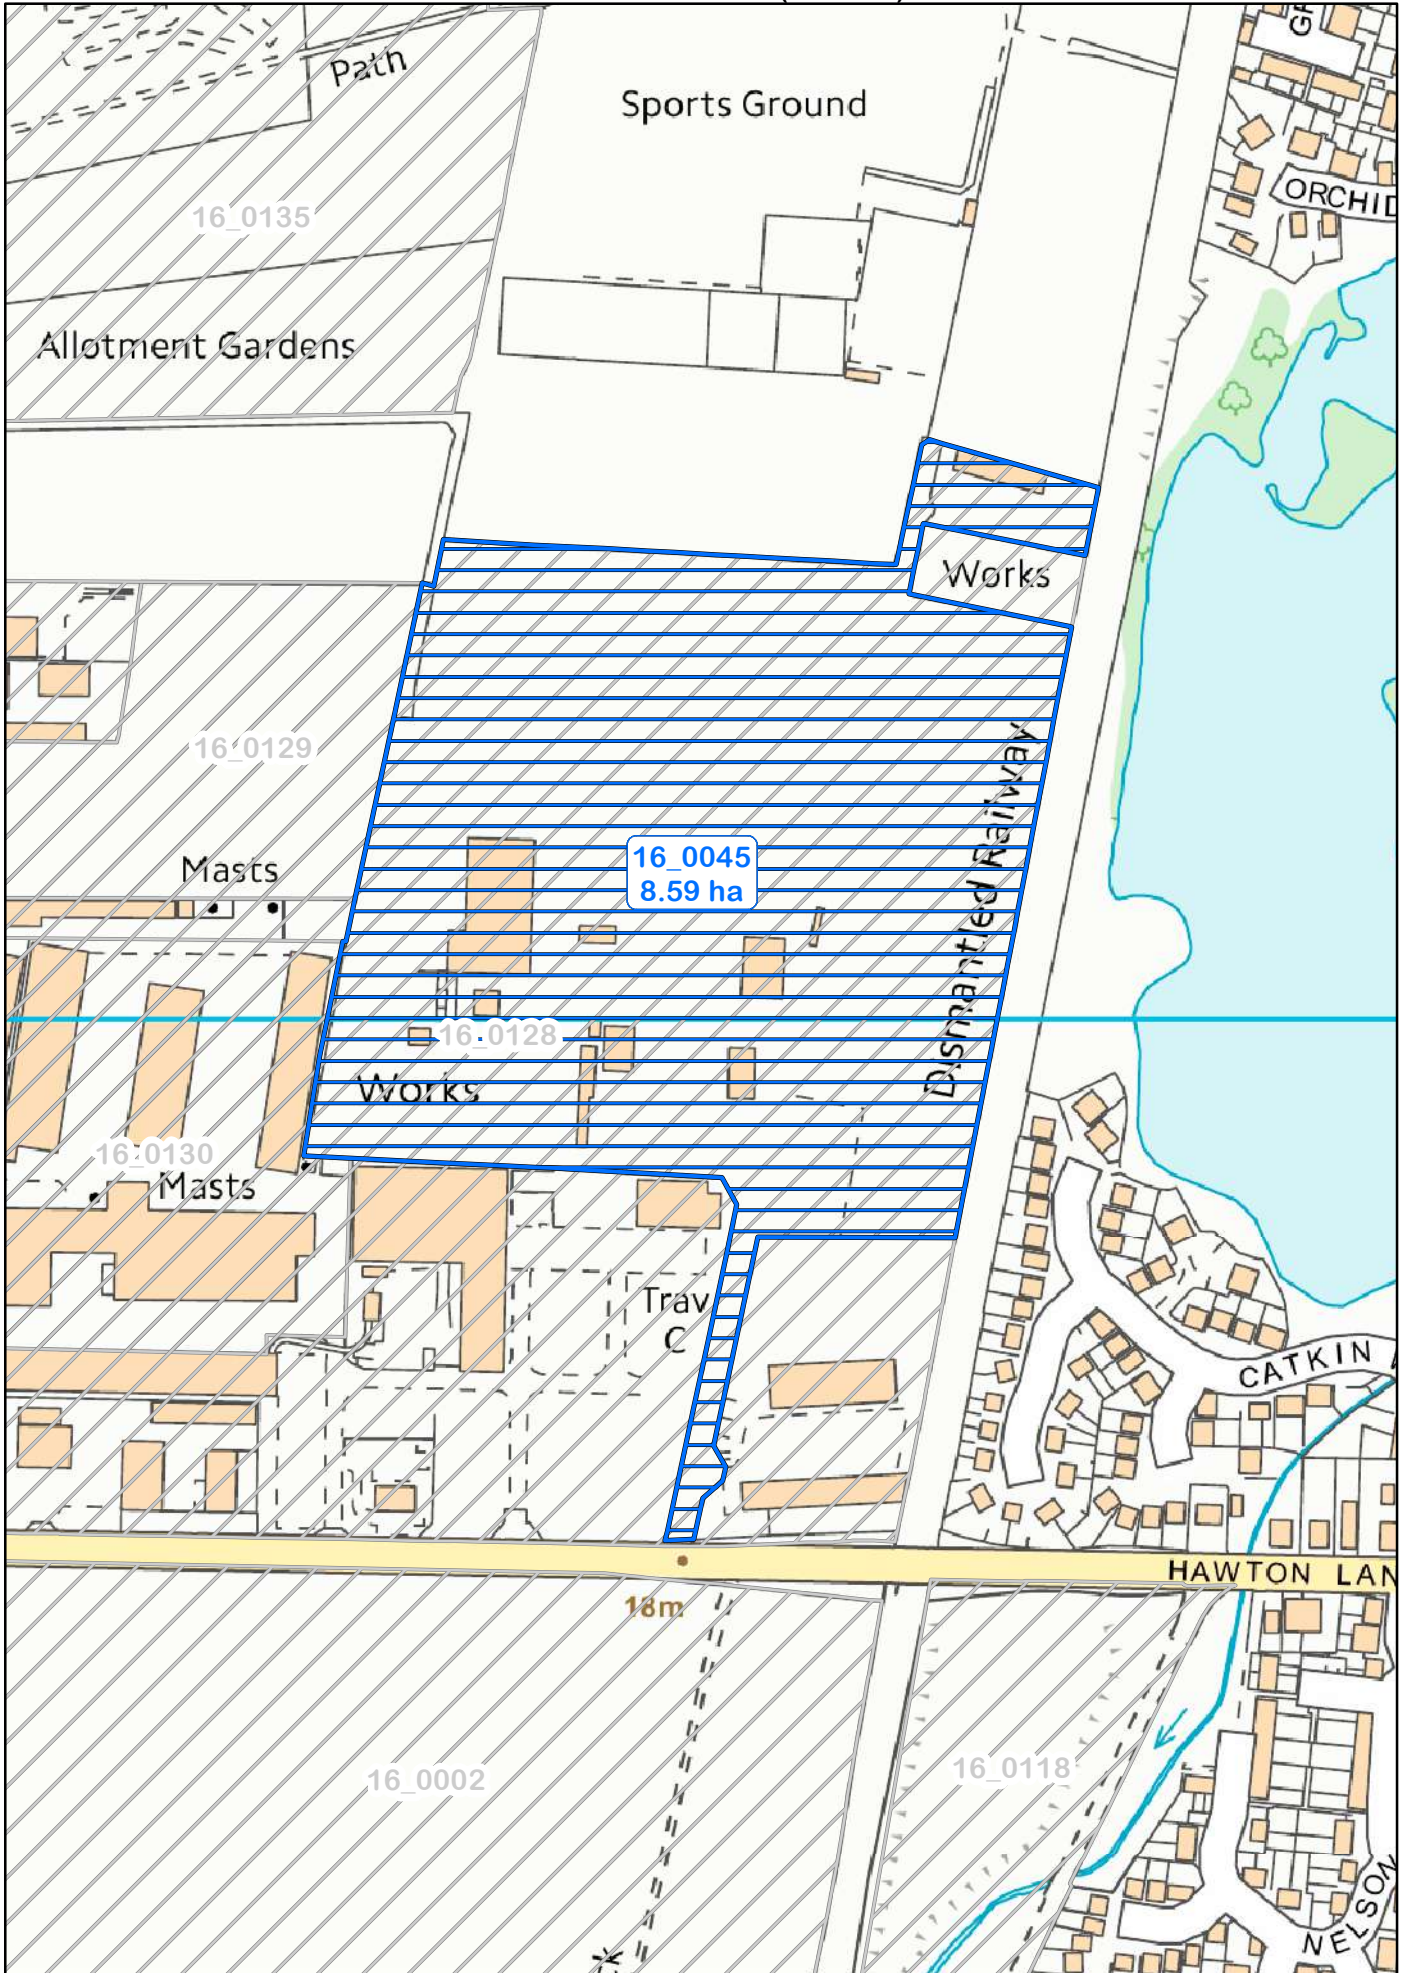 Path
Sports Ground
16_0135
ORCHID
Allotment Gardens
Works
16_0129
Dismantled Railway
Masts
16_0045
8.59 ha
16_0128
Works
16_0130
Masts
Trav
C
CATKIN
HAWTON LAN
18m
16_0002
16_0118
NELSON
CK